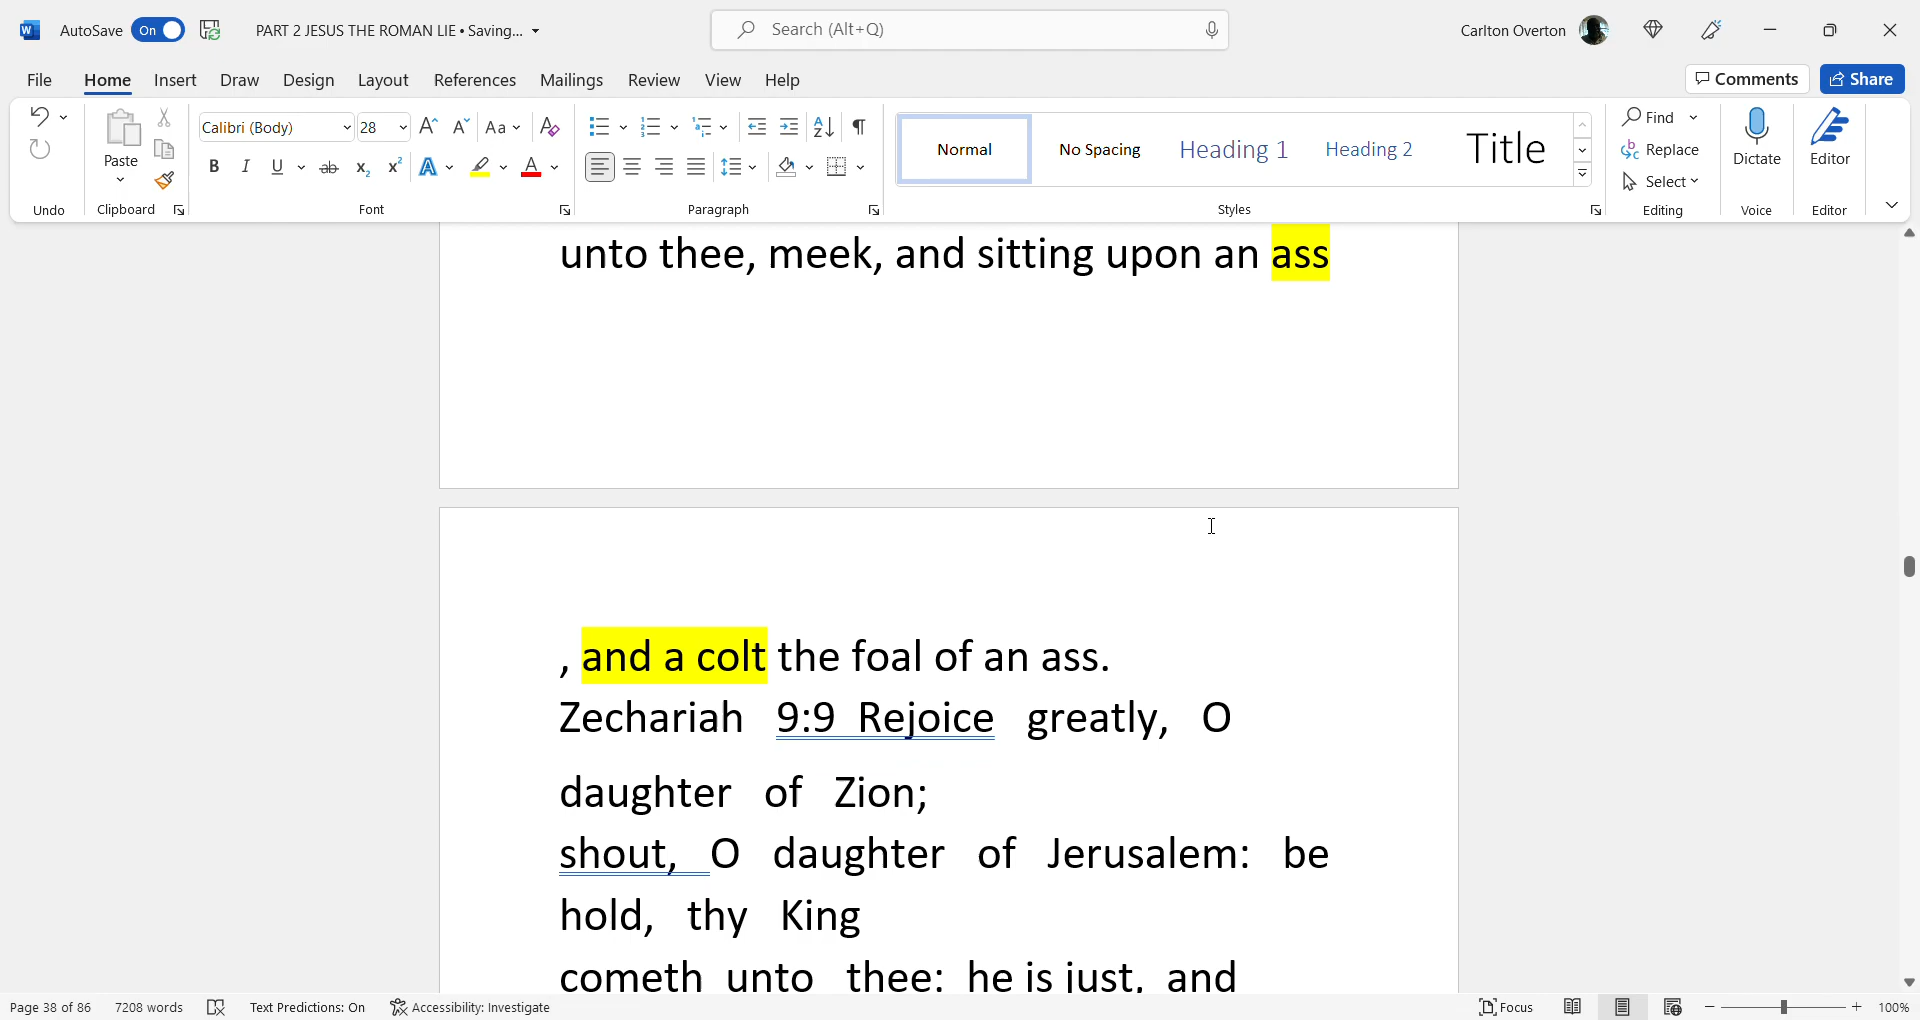 AutoSave On PART 2 JESUS THE ROMAN LIE • Saving... Search (Alt+Q) Carlton Overton
File Home Insert Draw Design Layout References Mailings Review View Help Comments Share
Paste
Calibri (Body) 28 Aa
Normal No Spacing Heading 1 Heading 2 Title
Find
Replace
Select
Dictate
Editor
Undo Clipboard Font Paragraph Styles Editing Voice Editor
unto thee, meek, and sitting upon an ass
, and a colt the foal of an ass.
Zechariah 9:9 Rejoice greatly, O
daughter of Zion;
shout, O daughter of Jerusalem: be
hold, thy King
cometh unto thee: he is just, and
Page 38 of 86 7208 words Text Predictions: On Accessibility: Investigate Focus 100%